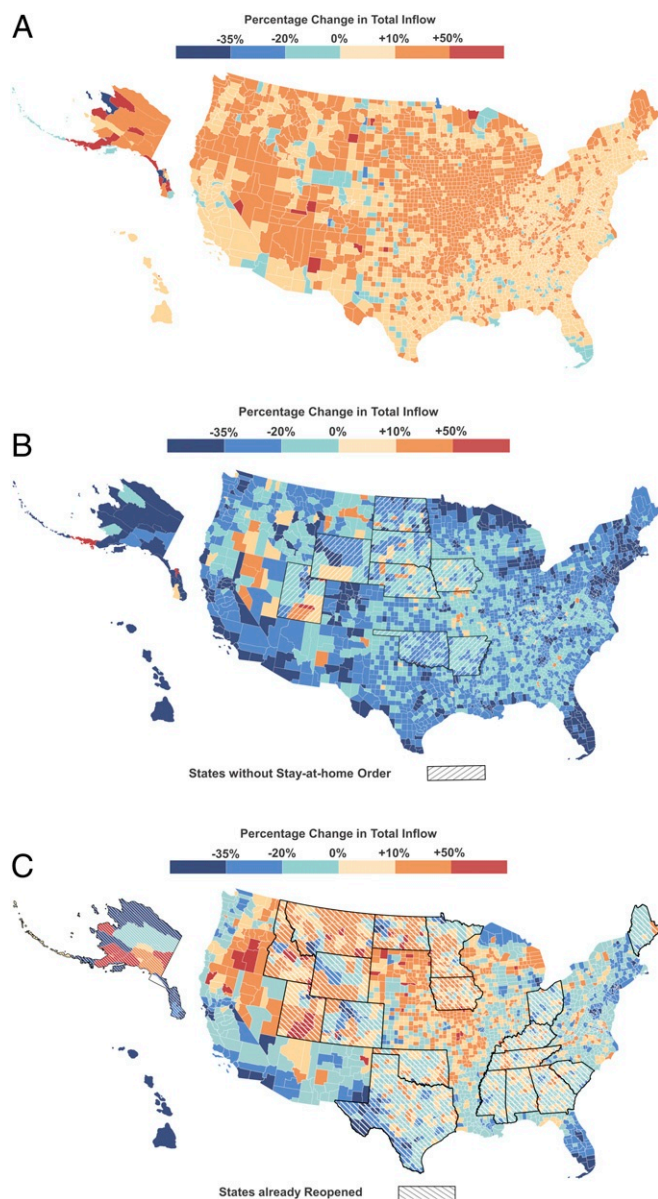 A
Percentage Change in Total Inflow
-35% -20% 0% +10% +50%
B
Percentage Change in Total Inflow
-35% -20% 0% +10% +50%
States without Stay-at-home Order
C
Percentage Change in Total Inflow
-35% -20% 0% +10% +50%
States already Reopened